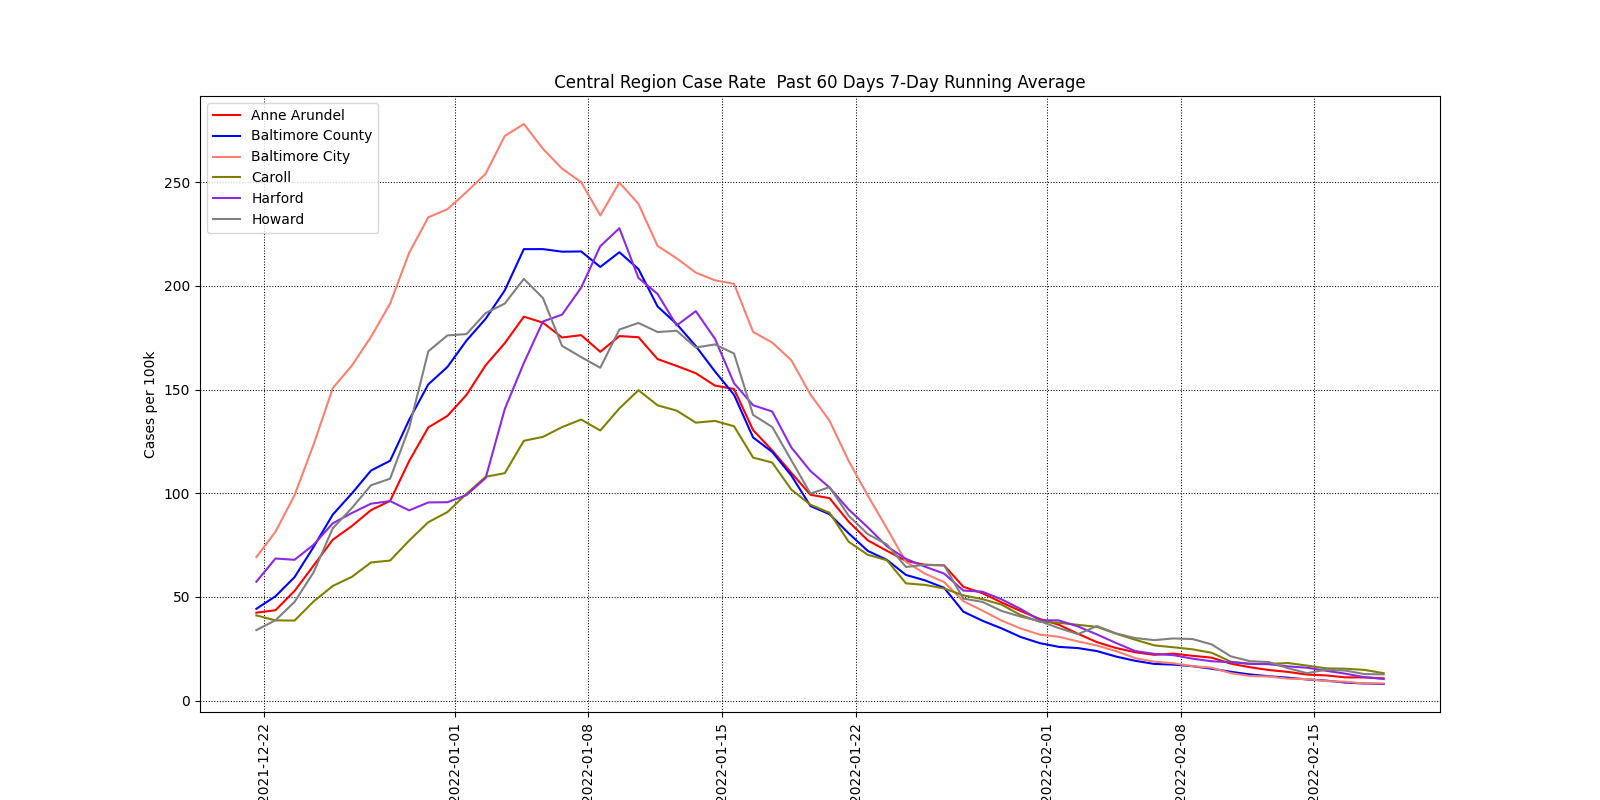 Central Region Case Rate  Past 60 Days 7-Day Running Average
Anne Arundel
Baltimore County
Baltimore City
Caroll
Harford
Howard
Cases per 100k
250
200
150
100
50
0
2021-12-22
2022-01-01
2022-01-08
2022-01-15
2022-01-22
2022-02-01
2022-02-08
2022-02-15